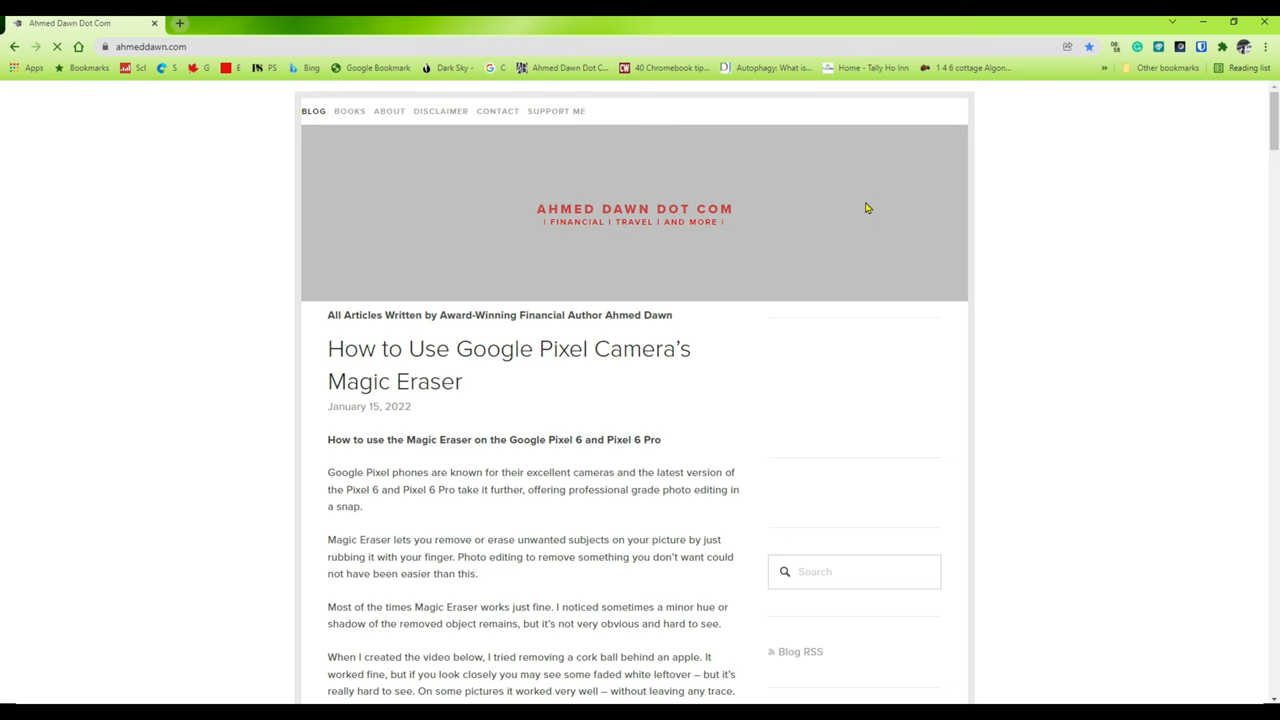 Ahmed Dawn Dot Com
ahmeddawn.com
Apps Bookmarks Scl S G E PS Bing Google Bookmark Dark Sky - C Ahmed Dawn Dot C... 40 Chromebook tip... Autophagy: What is... Home - Tally Ho Inn 1 4 6 cottage Algon... » Other bookmarks Reading list
BLOG BOOKS ABOUT DISCLAIMER CONTACT SUPPORT ME
AHMED DAWN DOT COM
| FINANCIAL | TRAVEL | AND MORE |
All Articles Written by Award-Winning Financial Author Ahmed Dawn
How to Use Google Pixel Camera’s
Magic Eraser
January 15, 2022
How to use the Magic Eraser on the Google Pixel 6 and Pixel 6 Pro
Google Pixel phones are known for their excellent cameras and the latest version of
the Pixel 6 and Pixel 6 Pro take it further, offering professional grade photo editing in
a snap.
Magic Eraser lets you remove or erase unwanted subjects on your picture by just
rubbing it with your finger. Photo editing to remove something you don’t want could
not have been easier than this.
Most of the times Magic Eraser works just fine. I noticed sometimes a minor hue or
shadow of the removed object remains, but it’s not very obvious and hard to see.
When I created the video below, I tried removing a cork ball behind an apple. It
worked fine, but if you look closely you may see some faded white leftover – but it’s
really hard to see. On some pictures it worked very well – without leaving any trace.
Search
Blog RSS